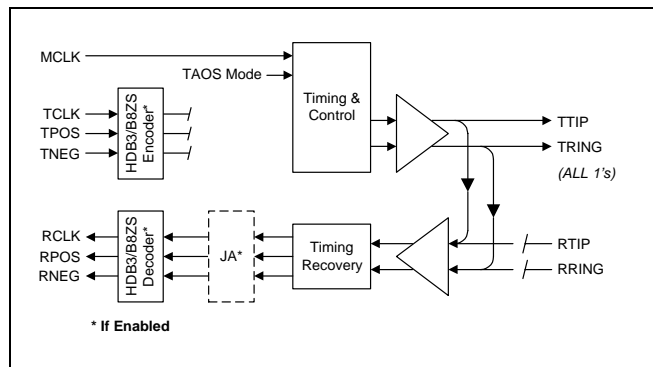 MCLK
TAOS Mode
Timing &
Control
TCLK
TPOS
TNEG
HDB3/B8ZS
Encoder*
TTIP
TRING
(ALL 1's)
RCLK
RPOS
RNEG
HDB3/B8ZS
Decoder*
JA*
Timing
Recovery
RTIP
RRING
* If Enabled